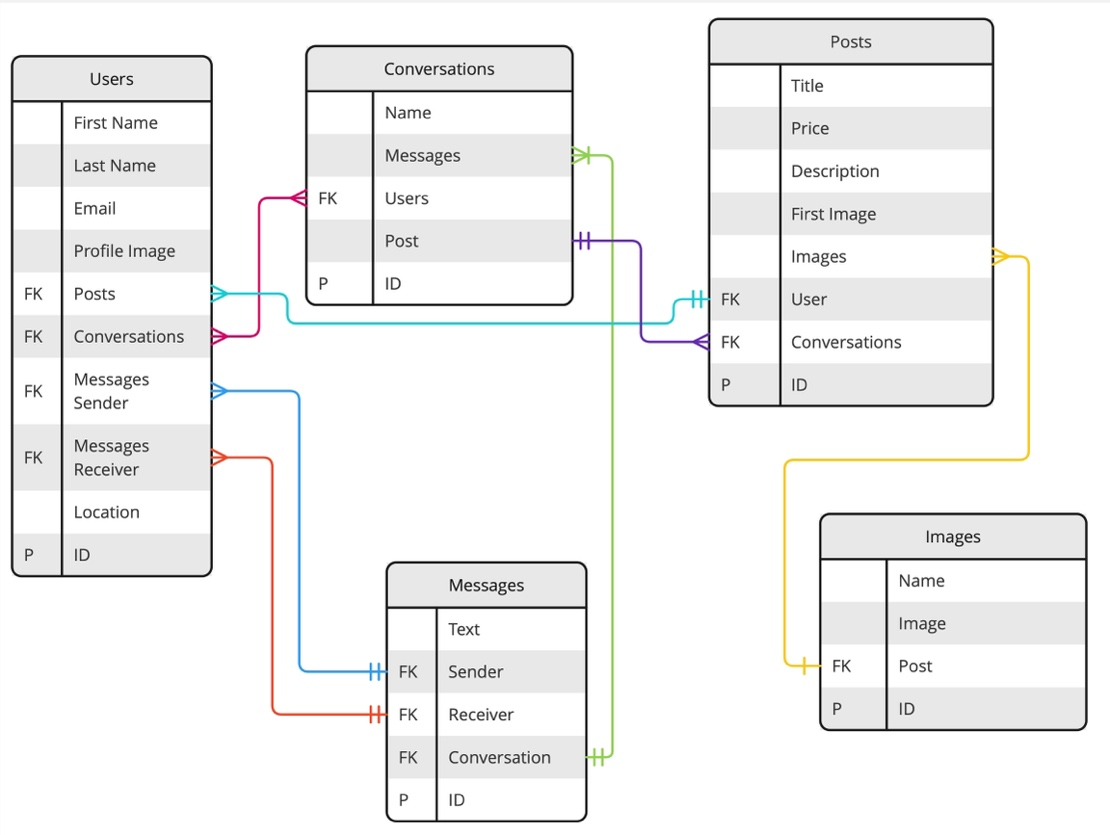 Users
First Name
Last Name
Email
Profile Image
FK Posts
FK Conversations
FK Messages
Sender
FK Messages
Receiver
Location
P ID
Conversations
Name
Messages
FK Users
Post
P ID
Posts
Title
Price
Description
First Image
Images
FK User
FK Conversations
P ID
Messages
Text
FK Sender
FK Receiver
FK Conversation
P ID
Images
Name
Image
FK Post
P ID